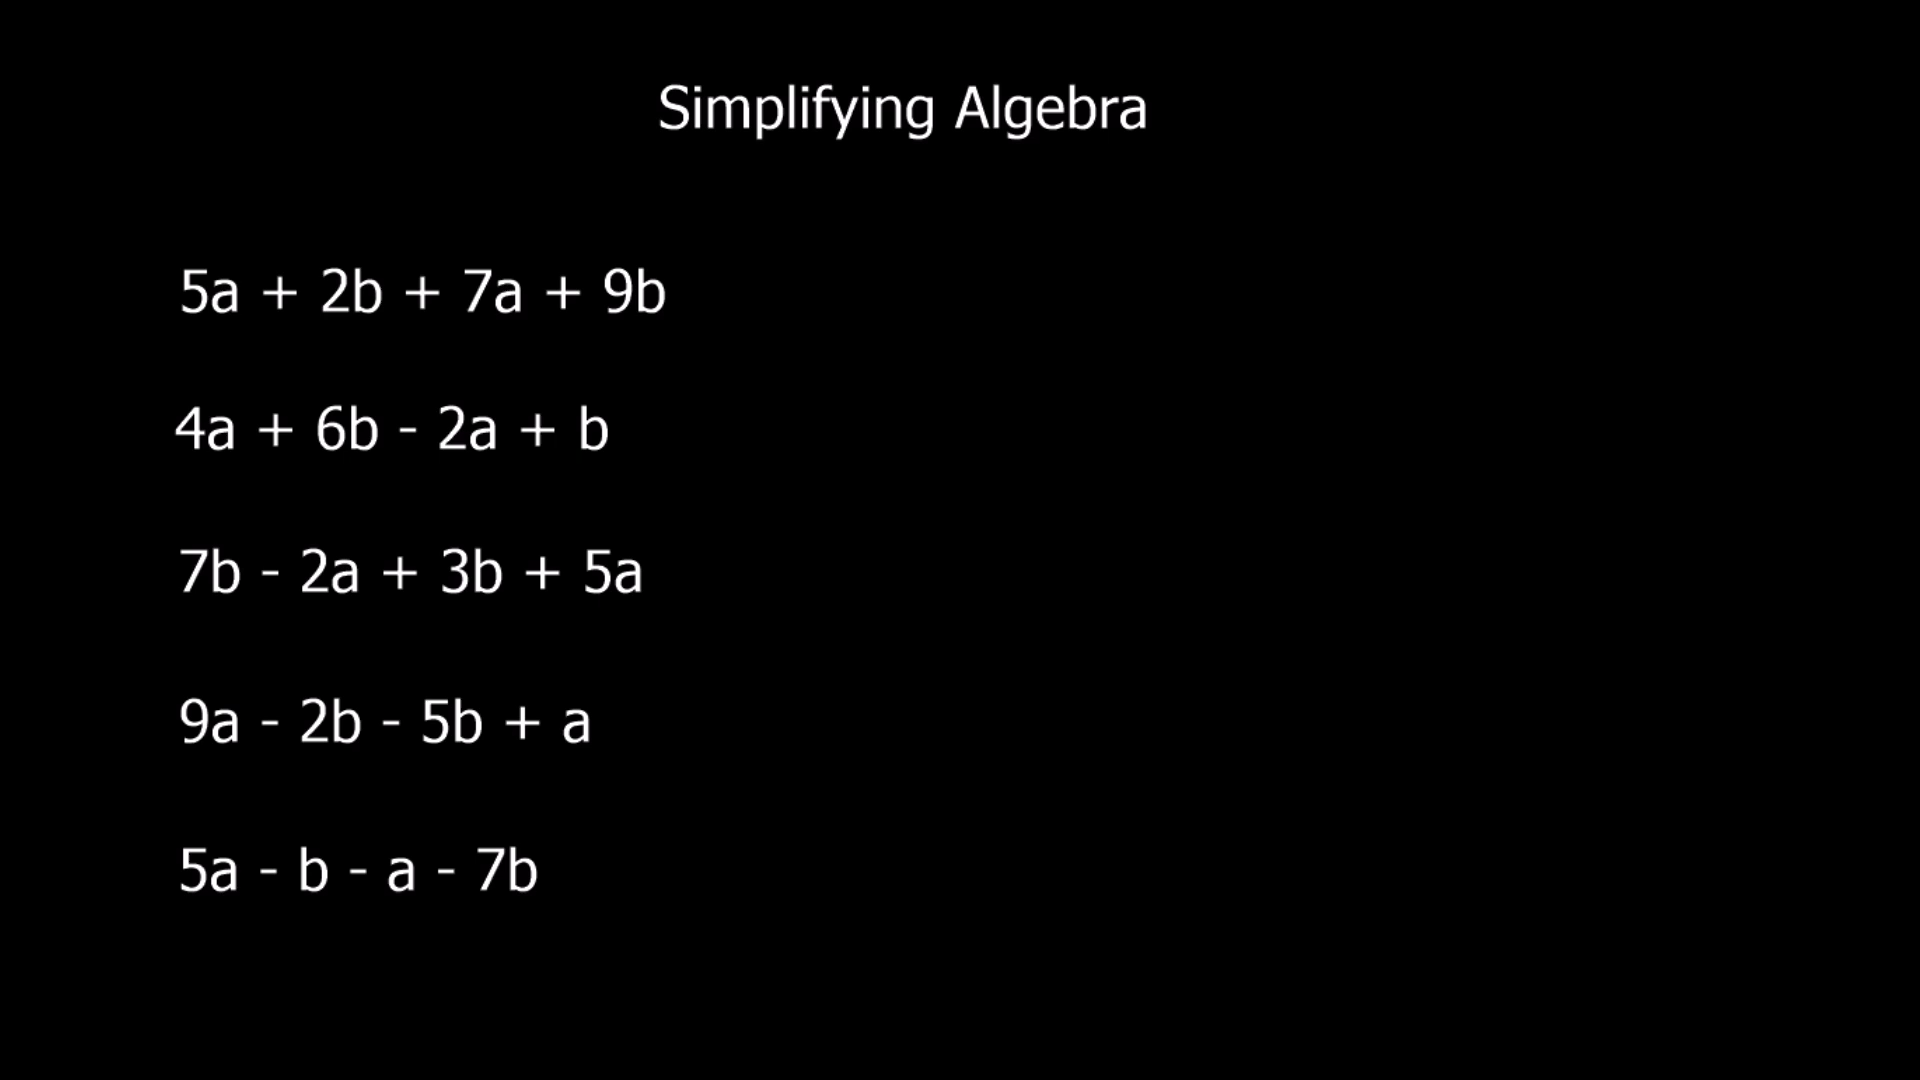 Simplifying Algebra
5a + 2b + 7a + 9b
4a + 6b - 2a + b
7b - 2a + 3b + 5a
9a - 2b - 5b + a
5a - b - a - 7b